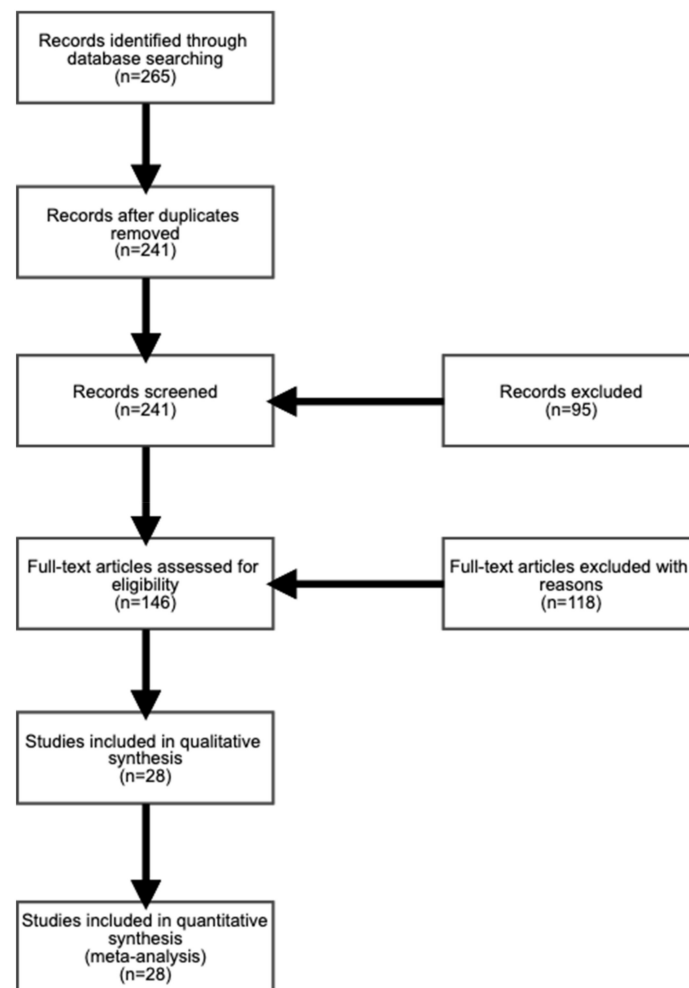 Records identified through
database searching
(n=265)
Records after duplicates
removed
(n=241)
Records screened
(n=241)
Records excluded
(n=95)
Full-text articles assessed for
eligibility
(n=146)
Full-text articles excluded with
reasons
(n=118)
Studies included in qualitative
synthesis
(n=28)
Studies included in quantitative
synthesis
(meta-analysis)
(n=28)